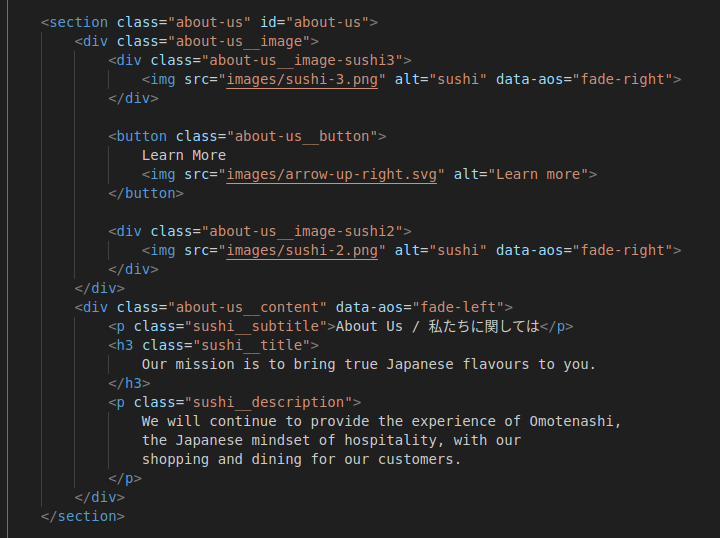 <section class="about-us" id="about-us">
<div class="about-us__image">
<div class="about-us__image-sushi3">
<img src="images/sushi-3.png" alt="sushi" data-aos="fade-right">
</div>
<button class="about-us__button">
Learn More
<img src="images/arrow-up-right.svg" alt="Learn more">
</button>
<div class="about-us__image-sushi2">
<img src="images/sushi-2.png" alt="sushi" data-aos="fade-right">
</div>
</div>
<div class="about-us__content" data-aos="fade-left">
<p class="sushi__subtitle">About Us / 私たちに関しては</p>
<h3 class="sushi__title">
Our mission is to bring true Japanese flavours to you.
</h3>
<p class="sushi__description">
We will continue to provide the experience of Omotenashi,
the Japanese mindset of hospitality, with our
shopping and dining for our customers.
</p>
</div>
</section>